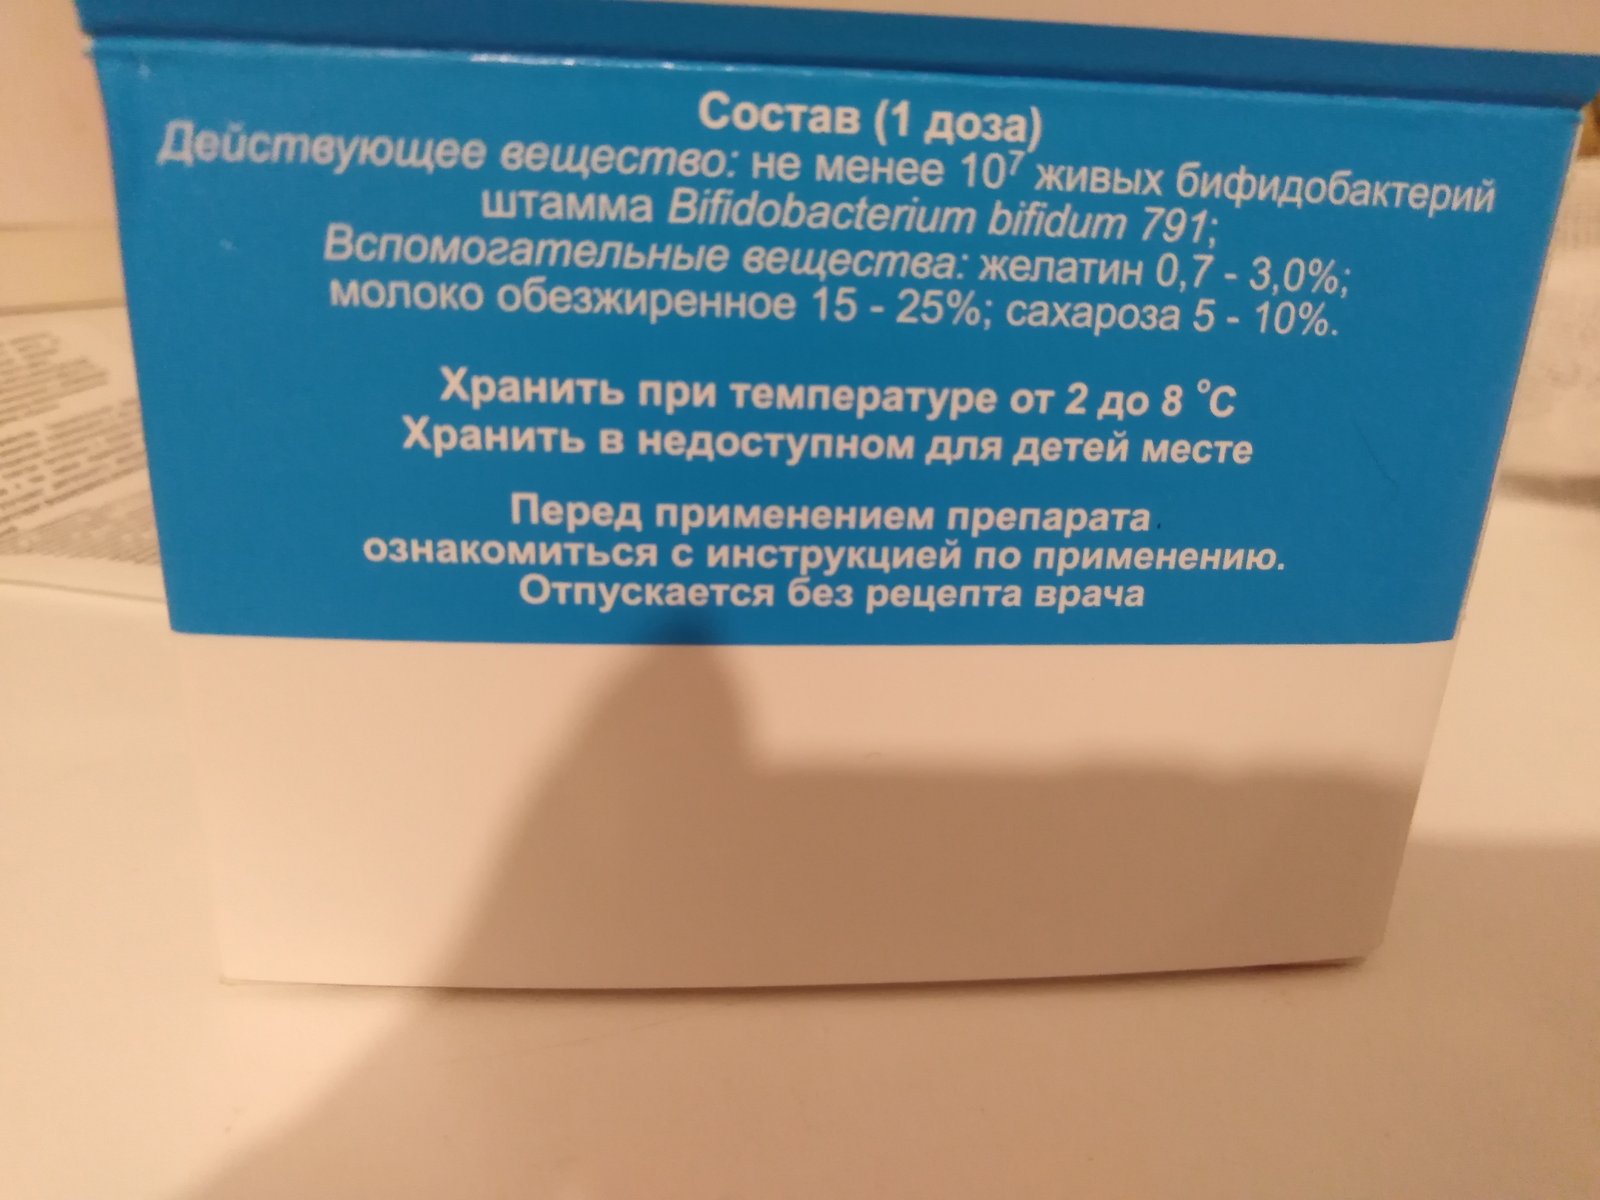 Состав (1 доза)
Действующее вещество: не менее 10⁷ живых бифидобактерий
штамма Bifidobacterium bifidum 791;
Вспомогательные вещества: желатин 0,7 - 3,0%;
молоко обезжиренное 15 - 25%; сахароза 5 - 10%.
Хранить при температуре от 2 до 8 °С
Хранить в недоступном для детей месте
Перед применением препарата
ознакомиться с инструкцией по применению.
Отпускается без рецепта врача